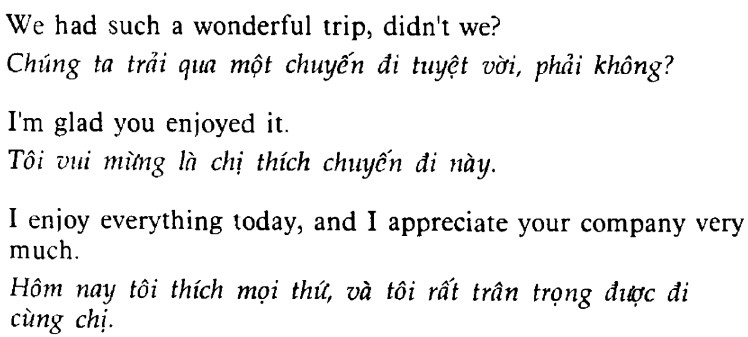 We had such a wonderful trip, didn't we?
Chúng ta trải qua một chuyến đi tuyệt vời, phải không?
I'm glad you enjoyed it.
Tôi vui mừng là chị thích chuyến đi này.
I enjoy everything today, and I appreciate your company very
much.
Hôm nay tôi thích mọi thứ, và tôi rất trân trọng được đi
cùng chị.